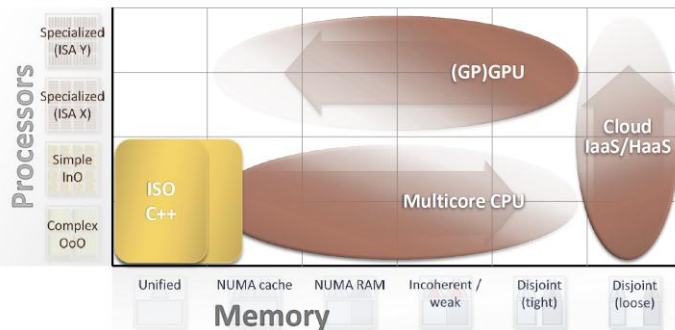 Processors
Specialized
(ISA Y)
Specialized
(ISA X)
Simple
InO
Complex
OoO
(GP)GPU
Cloud
IaaS/HaaS
ISO
C++
Multicore CPU
Unified
NUMA cache
NUMA RAM
Incoherent /
weak
Disjoint
(tight)
Disjoint
(loose)
Memory